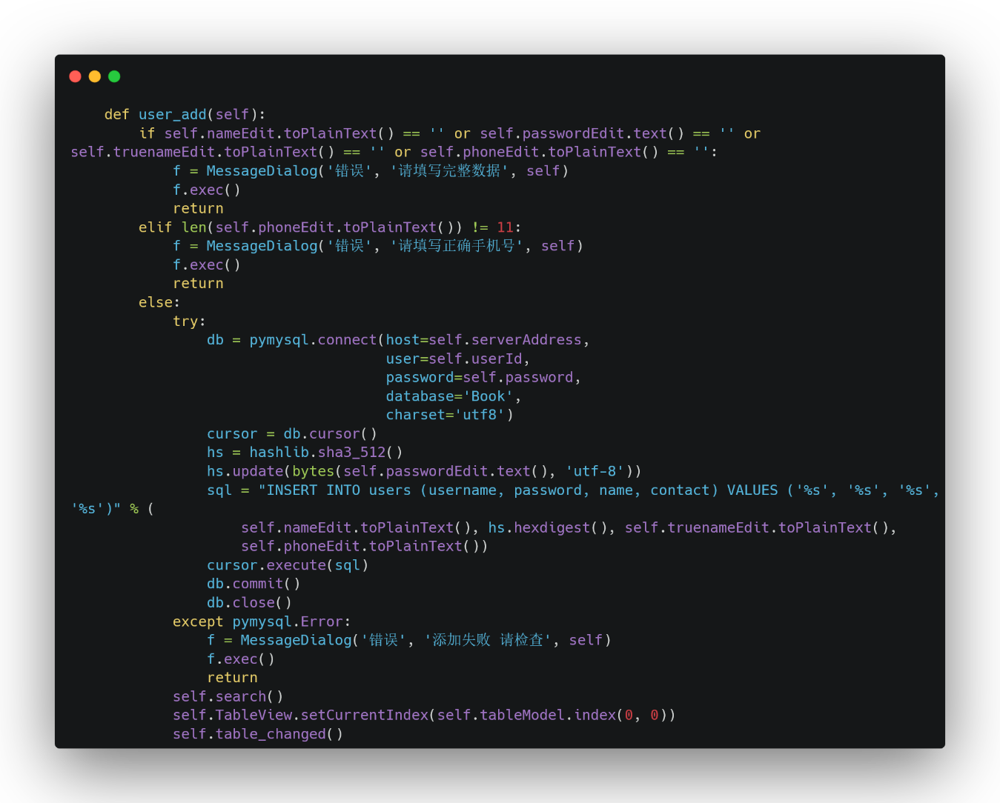 def user_add(self):
        if self.nameEdit.toPlainText() == '' or self.passwordEdit.text() == '' or
self.truenameEdit.toPlainText() == '' or self.phoneEdit.toPlainText() == '':
            f = MessageDialog('错误', '请填写完整数据', self)
            f.exec()
            return
        elif len(self.phoneEdit.toPlainText()) != 11:
            f = MessageDialog('错误', '请填写正确手机号', self)
            f.exec()
            return
        else:
            try:
                db = pymysql.connect(host=self.serverAddress,
                                     user=self.userId,
                                     password=self.password,
                                     database='Book',
                                     charset='utf8')
                cursor = db.cursor()
                hs = hashlib.sha3_512()
                hs.update(bytes(self.passwordEdit.text(), 'utf-8'))
                sql = "INSERT INTO users (username, password, name, contact) VALUES ('%s', '%s', '%s',
'%s')" % (
                    self.nameEdit.toPlainText(), hs.hexdigest(), self.truenameEdit.toPlainText(),
                    self.phoneEdit.toPlainText())
                cursor.execute(sql)
                db.commit()
                db.close()
            except pymysql.Error:
                f = MessageDialog('错误', '添加失败 请检查', self)
                f.exec()
                return
            self.search()
            self.TableView.setCurrentIndex(self.tableModel.index(0, 0))
            self.table_changed()